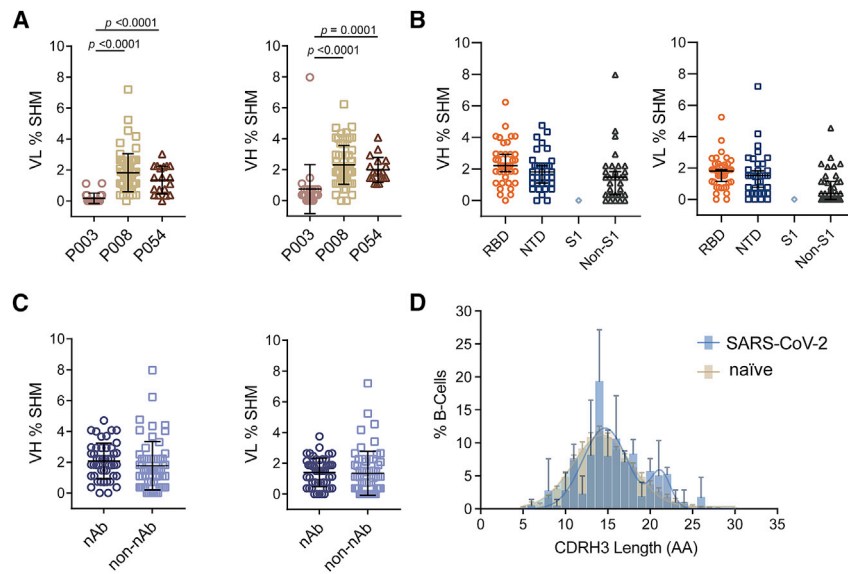 A
p <0.0001
p <0.0001
VL % SHM
10
8
6
4
2
0
P003
P008
P054
p = 0.0001
p <0.0001
VH % SHM
10
8
6
4
2
0
P003
P008
P054
B
VH % SHM
10
8
6
4
2
0
RBD
NTD
S1
Non-S1
VL % SHM
10
8
6
4
2
0
RBD
NTD
S1
Non-S1
C
VH % SHM
10
8
6
4
2
0
nAb
non-nAb
VL % SHM
10
8
6
4
2
0
nAb
non-nAb
D
% B-Cells
30
25
20
15
10
5
0
SARS-CoV-2
naïve
0 5 10 15 20 25 30 35
CDRH3 Length (AA)